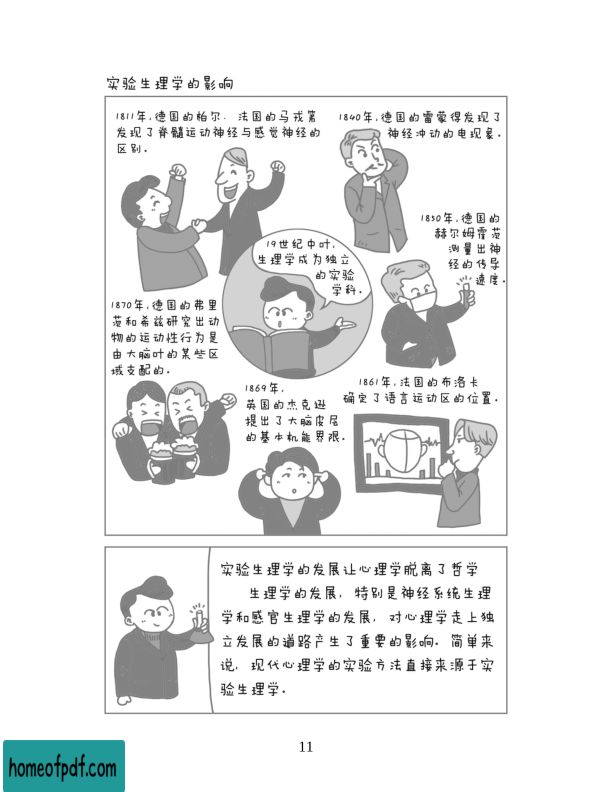 实验生理学的影响
1811年,德国的帕尔、法国的马戎第
发现了脊髓运动神经与感觉神经的
区别。
1840年,德国的雷蒙得发现了
神经冲动的电现象。
19世纪中叶,
生理学成为独立
的实验
学科。
1850年,德国的
赫尔姆霍茨
测量出神
经的传导
速度。
1870年,德国的弗里
茨和希兹研究出动
物的运动性行为是
由大脑叶的某些区
域支配的。
1869年,
英国的杰克逊
提出了大脑皮层
的基本机能界限。
1861年,法国的布洛卡
确定了语言运动区的位置。
实验生理学的发展让心理学脱离了哲学
生理学的发展，特别是神经系统生理
学和感官生理学的发展，对心理学走上独
立发展的道路产生了重要的影响。简单来
说，现代心理学的实验方法直接来源于实
验生理学。
11
homeofpdf.com